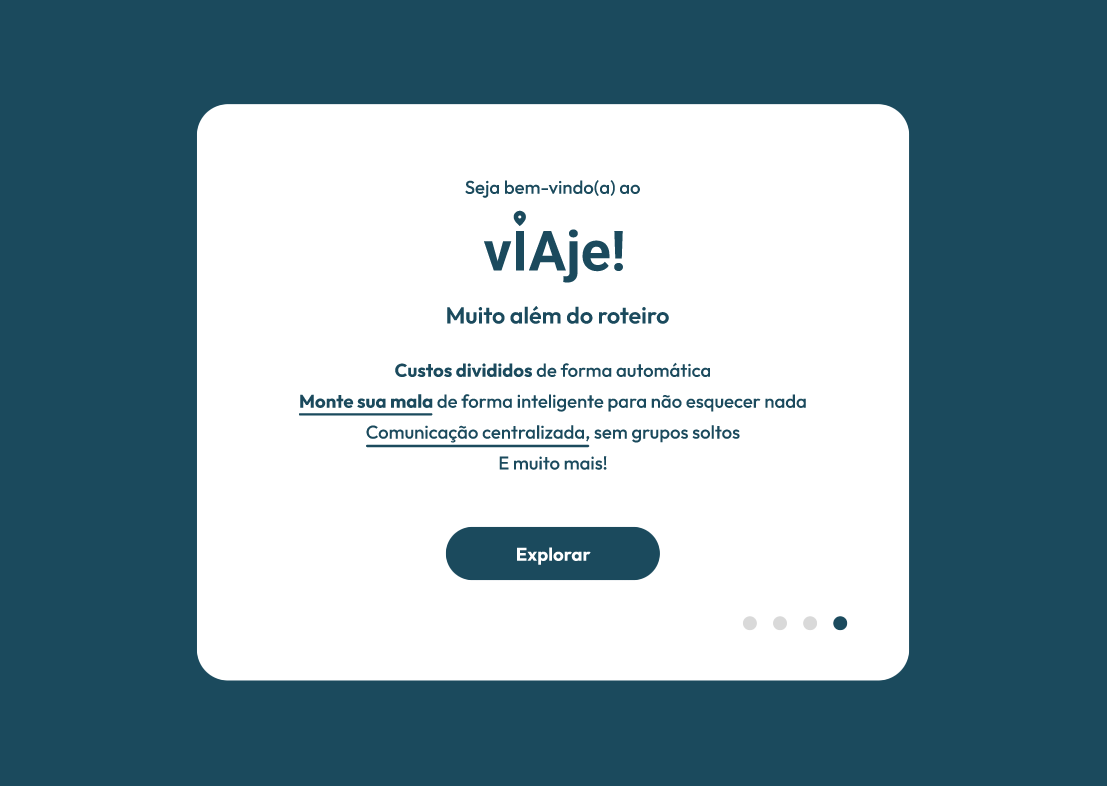 Seja bem-vindo(a) ao
vIAje!
Muito além do roteiro
Custos divididos de forma automática
Monte sua mala de forma inteligente para não esquecer nada
Comunicação centralizada, sem grupos soltos
E muito mais!
Explorar